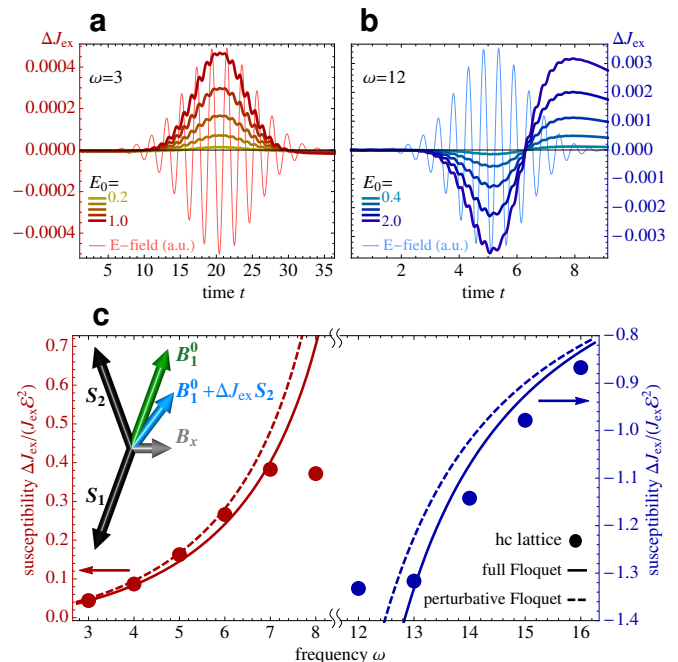 a
ΔJex
0.0004
0.0002
0.0000
−0.0002
−0.0004
ω=3
E0=
0.2
1.0
E−field (a.u.)
5 10 15 20 25 30 35
time t
b
ΔJex
0.003
0.002
0.001
0.000
−0.001
−0.002
−0.003
ω=12
E0=
0.4
2.0
E−field (a.u.)
2 4 6 8
time t
c
susceptibility ΔJex/(Jexℰ²)
0.7
0.6
0.5
0.4
0.3
0.2
0.1
0.0
B₁⁰
B₁⁰+ΔJex S₂
Bx
S₂
S₁
−0.8
−0.9
−1.0
−1.1
−1.2
−1.3
−1.4
susceptibility ΔJex/(Jexℰ²)
hc lattice
full Floquet
perturbative Floquet
3 4 5 6 7 8 12 13 14 15 16
frequency ω